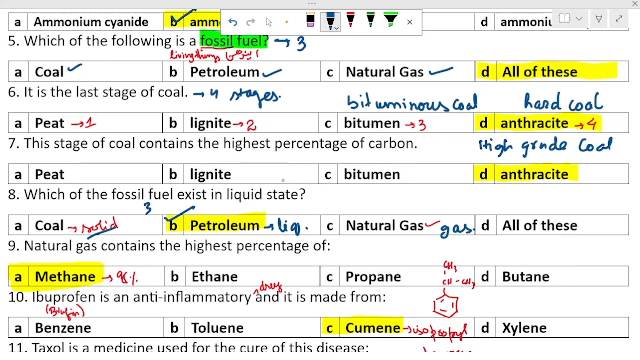 a Ammonium cyanide b ammo d ammoniu
5. Which of the following is a fossil fuel? → 3
living things
a Coal b Petroleum c Natural Gas d All of these
6. It is the last stage of coal. → 4 stages. bituminous coal hard coal
a Peat → 1 b lignite → 2 c bitumen → 3 d anthracite → 4
7. This stage of coal contains the highest percentage of carbon. High grade coal
a Peat b lignite c bitumen d anthracite
8. Which of the fossil fuel exist in liquid state?
3
a Coal → solid b Petroleum → liq. c Natural Gas gas. d All of these
9. Natural gas contains the highest percentage of:
a Methane → 98% b Ethane c Propane d Butane
CH3
CH-CH3
10. Ibuprofen is an anti-inflammatory drug and it is made from:
a Benzene b Toluene c Cumene → isopropyl d Xylene
11. Taxol is a medicine used for the cure of this disease: